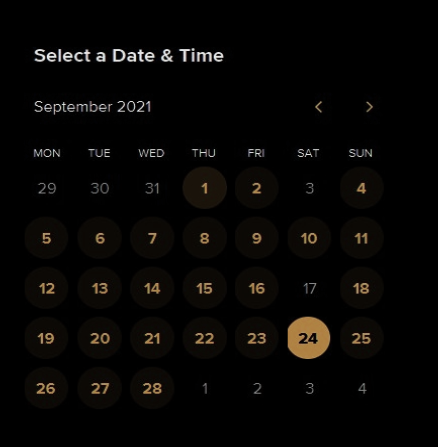 Select a Date & Time
September 2021
MON TUE WED THU FRI SAT SUN
29 30 31 1 2 3 4
5 6 7 8 9 10 11
12 13 14 15 16 17 18
19 20 21 22 23 24 25
26 27 28 1 2 3 4